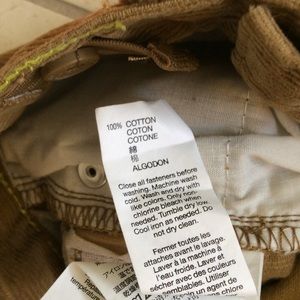 100% COTTON
COTON
COTONE
綿
棉
ALGODON
Close all fasteners before
washing. Machine wash
cold. Wash and dry with
like colors. Only non-
chlorine bleach when
needed. Tumble dry low.
Cool iron as needed. Do
not dry clean.
Fermer toutes les
attaches avant le lavage.
Laver à la machine à
l'eau froide. Laver et
sécher avec des couleurs
similaires. Utiliser